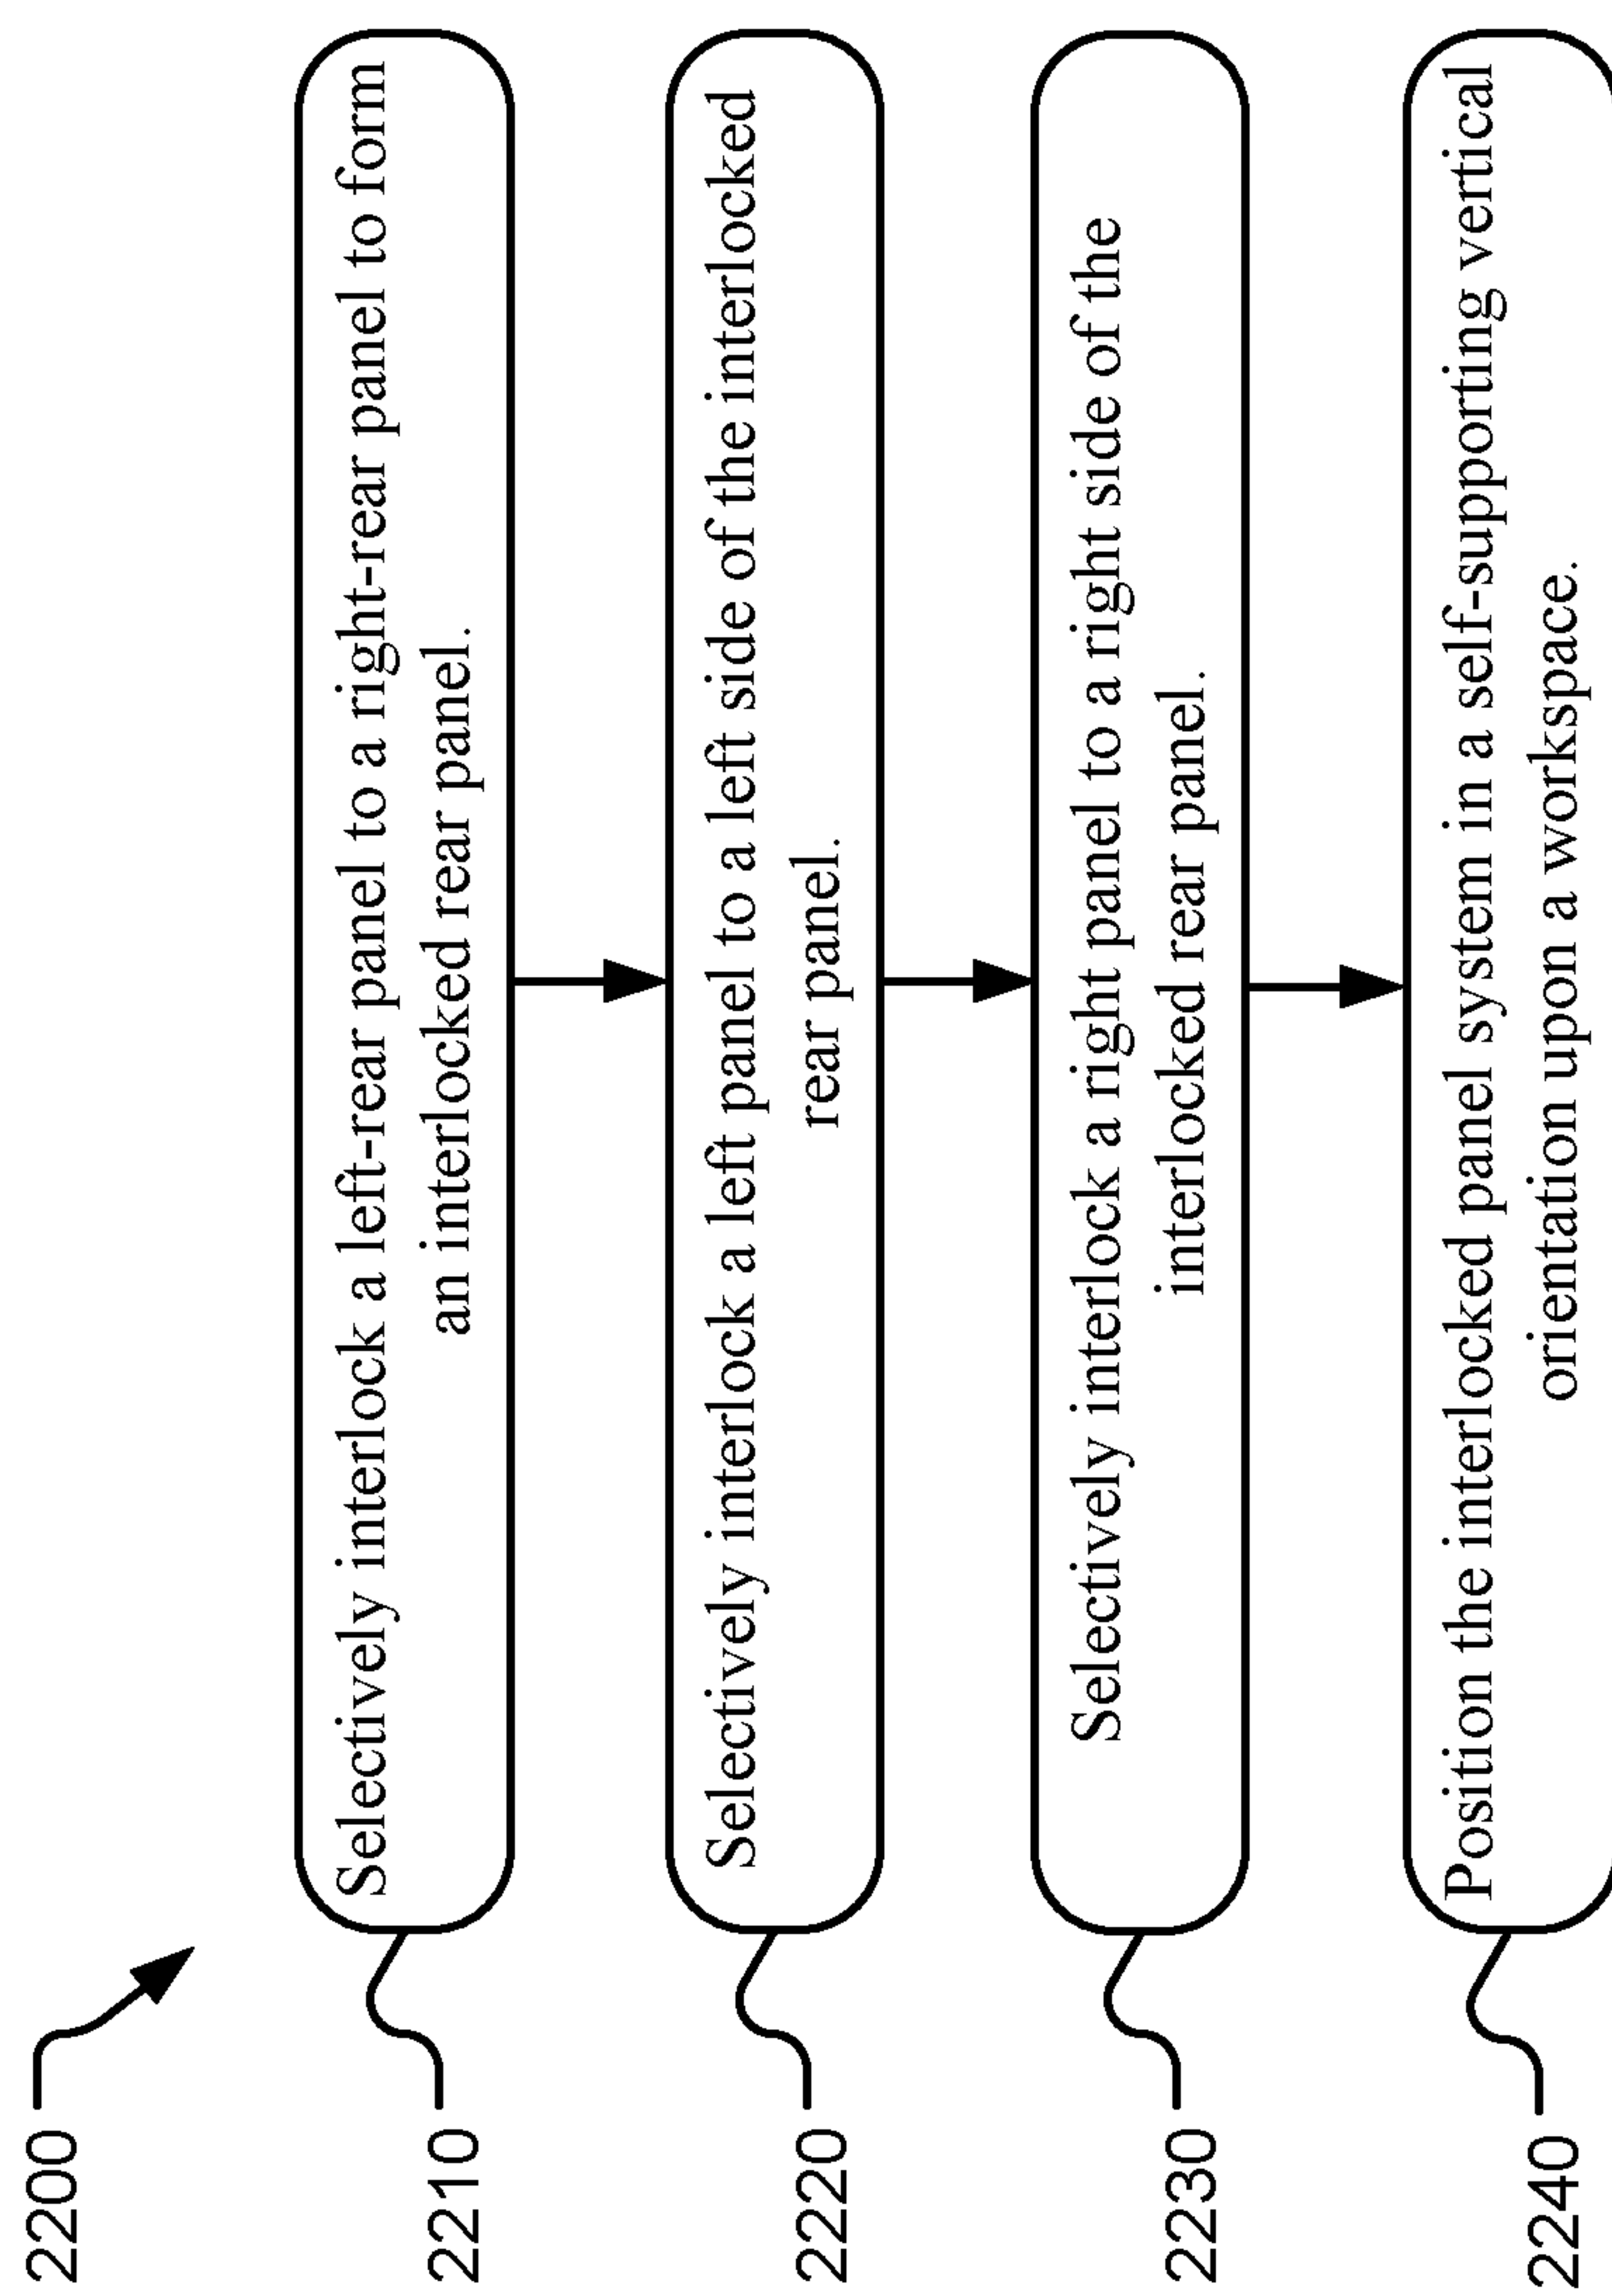 2200
2210
Selectively interlock a left-rear panel to a right-rear panel to form
an interlocked rear panel.
2220
Selectively interlock a left panel to a left side of the interlocked
rear panel.
2230
Selectively interlock a right panel to a right side of the
interlocked rear panel.
2240
Position the interlocked panel system in a self-supporting vertical
orientation upon a workspace.